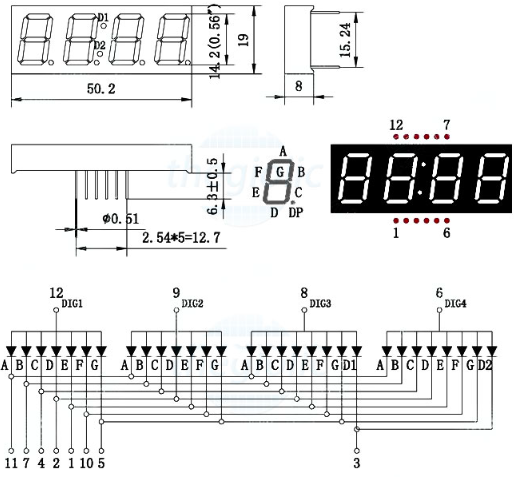 D1
D2
14.2(0.56")
19
15.24
50.2
8
12 7
A
F G B
E C
D DP
6.3±0.5
ø0.51
2.54*5=12.7
1 6
12 9 8 6
DIG1 DIG2 DIG3 DIG4
A B C D E F G A B C D E F G A B C D E F G D1 A B C D E F G D2
11 7 4 2 1 10 5 3